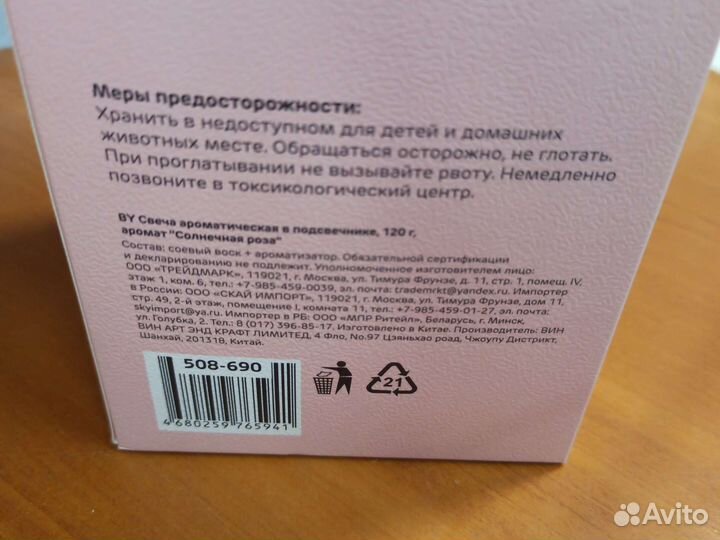 Меры предосторожности:
Хранить в недоступном для детей и домашних
животных месте. Обращаться осторожно, не глотать.
При проглатывании не вызывайте рвоту. Немедленно
позвоните в токсикологический центр.
BY Свеча ароматическая в подсвечнике, 120 г,
аромат "Солнечная роза"
Состав: соевый воск + ароматизатор. Обязательной сертификации
и декларированию не подлежит. Уполномоченное изготовителем лицо:
ООО «ТРЕЙДМАРК», 119021, г. Москва, ул. Тимура Фрунзе, д. 11, стр. 1, помещ. IV,
этаж 1, ком. 6, тел.: +7-985-459-0039, эл. почта: trademrkt@yandex.ru. Импортер
в России: ООО «СКАЙ ИМПОРТ», 119021, г. Москва, ул. Тимура Фрунзе, дом 11,
стр. 49, 2-й этаж, помещение I, комната 11, тел.: +7-985-459-01-27, эл. почта:
skyimport@ya.ru. Импортер в РБ: ООО «МПР Ритейл», Беларусь, г. Минск,
ул. Голубка, 2. Тел.: 8 (017) 396-85-17. Изготовлено в Китае. Производитель: ВИН
ВИН АРТ ЭНД КРАФТ ЛИМИТЕД, 4 Фло, No.97 Цзяньхао роад, Чжоупу Дистрикт,
Шанхай, 201318, Китай.
508-690
4 680259 765941
21
Avito